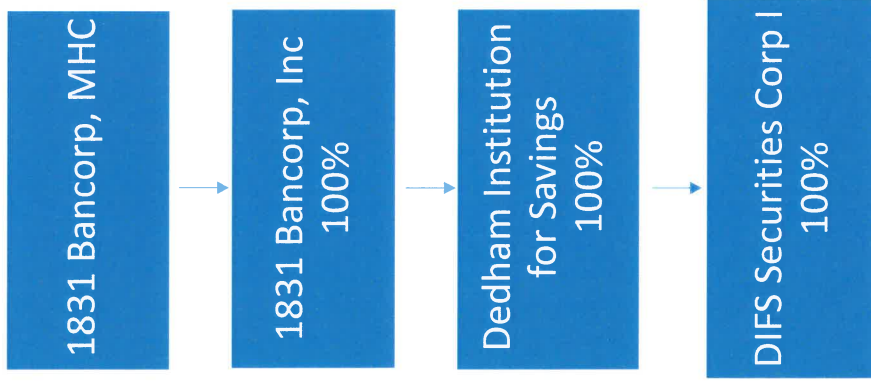 1831 Bancorp, MHC
1831 Bancorp, Inc
100%
Dedham Institution
for Savings
100%
DIFS Securities Corp I
100%